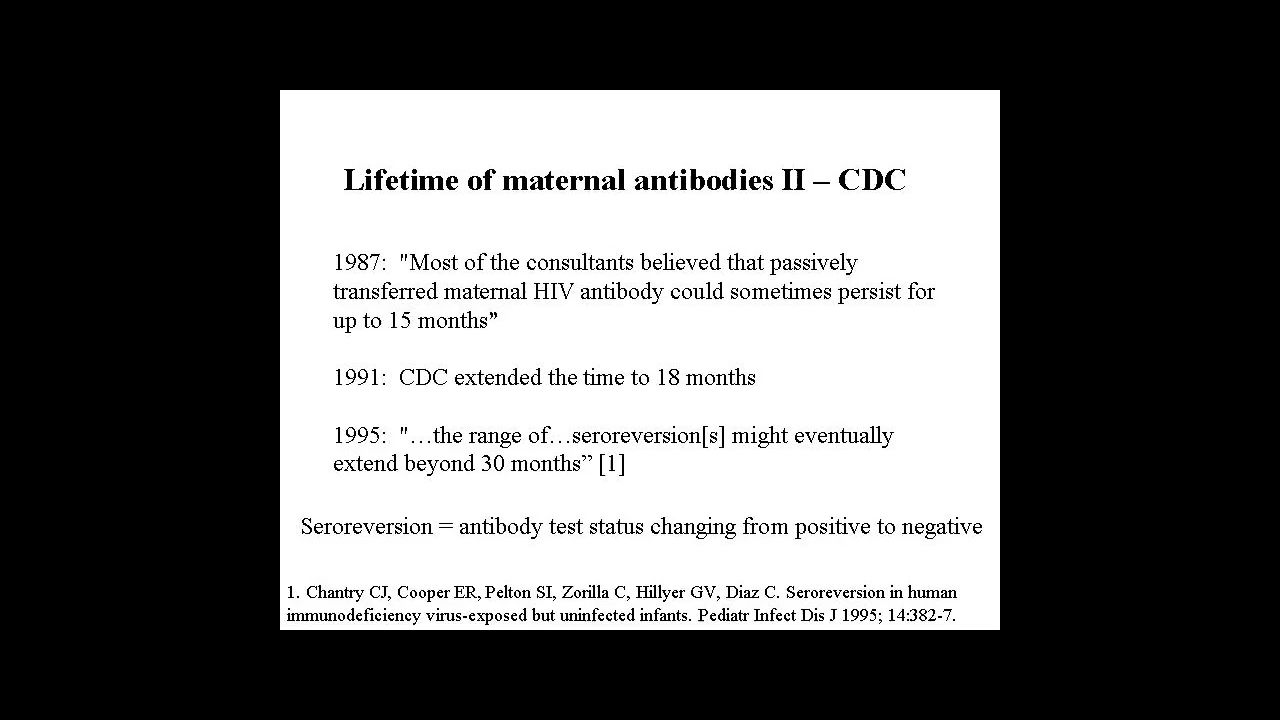 Lifetime of maternal antibodies II – CDC
1987:  "Most of the consultants believed that passively
transferred maternal HIV antibody could sometimes persist for
up to 15 months”
1991:  CDC extended the time to 18 months
1995:  "…the range of…seroreversion[s] might eventually
extend beyond 30 months” [1]
Seroreversion = antibody test status changing from positive to negative
1. Chantry CJ, Cooper ER, Pelton SI, Zorilla C, Hillyer GV, Diaz C. Seroreversion in human
immunodeficiency virus-exposed but uninfected infants. Pediatr Infect Dis J 1995; 14:382-7.